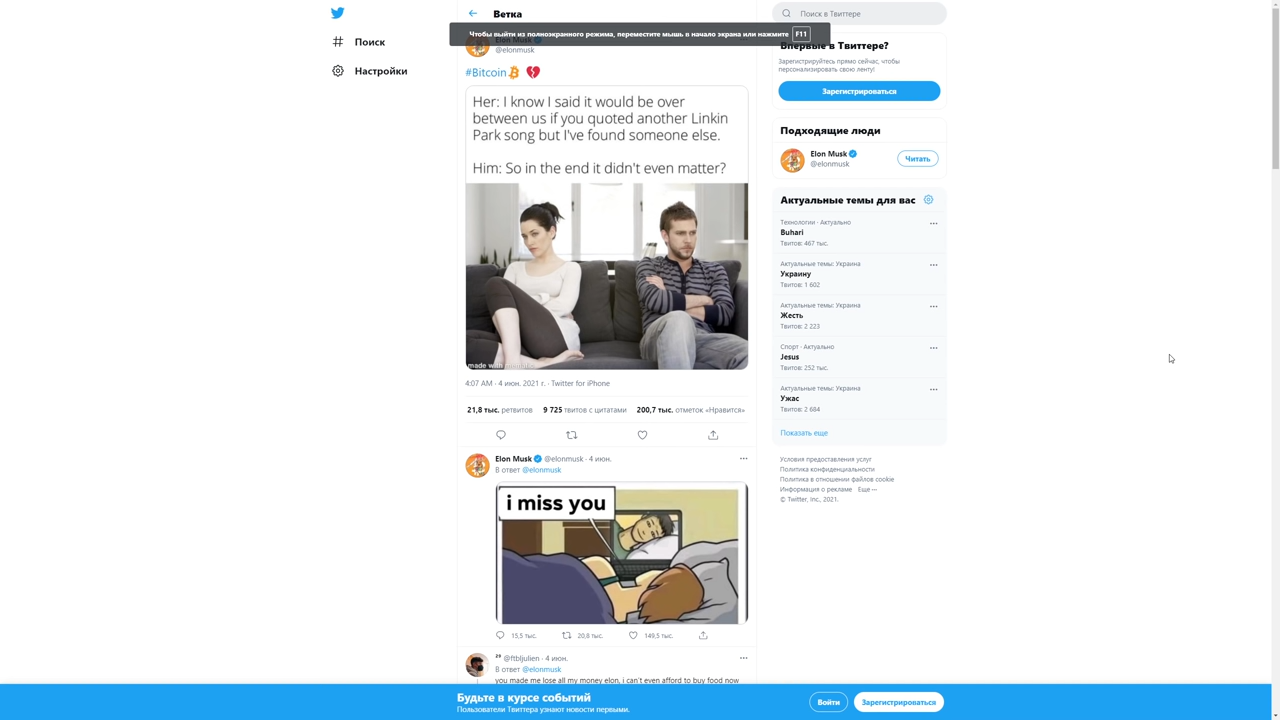 Ветка
Поиск в Твиттере
Чтобы выйти из полноэкранного режима, переместите мышь в начало экрана или нажмите F11
Поиск
Настройки
Elon Musk
@elonmusk
#Bitcoin
Her: I know I said it would be over
between us if you quoted another Linkin
Park song but I've found someone else.
Him: So in the end it didn't even matter?
made with
4:07 AM · 4 июн. 2021 г. · Twitter for iPhone
21,8 тыс. ретвитов 9 725 твитов с цитатами 200,7 тыс. отметок «Нравится»
Elon Musk @elonmusk · 4 июн.
В ответ @elonmusk
i miss you
15,5 тыс. 20,8 тыс. 149,5 тыс.
²⁹ @ftbljulien · 4 июн.
В ответ @elonmusk
you made me lose all my money elon, i can't even afford to buy food now
Впервые в Твиттере?
Зарегистрируйтесь прямо сейчас, чтобы
персонализировать свою ленту!
Зарегистрироваться
Подходящие люди
Elon Musk
@elonmusk
Читать
Актуальные темы для вас
Технологии · Актуально
Buhari
Твитов: 467 тыс.
Актуальные темы: Украина
Украину
Твитов: 1 602
Актуальные темы: Украина
Жесть
Твитов: 2 223
Спорт · Актуально
Jesus
Твитов: 252 тыс.
Актуальные темы: Украина
Ужас
Твитов: 2 684
Показать еще
Условия предоставления услуг
Политика конфиденциальности
Политика в отношении файлов cookie
Информация о рекламе Еще ···
© Twitter, Inc., 2021.
Будьте в курсе событий
Пользователи Твиттера узнают новости первыми.
Войти
Зарегистрироваться